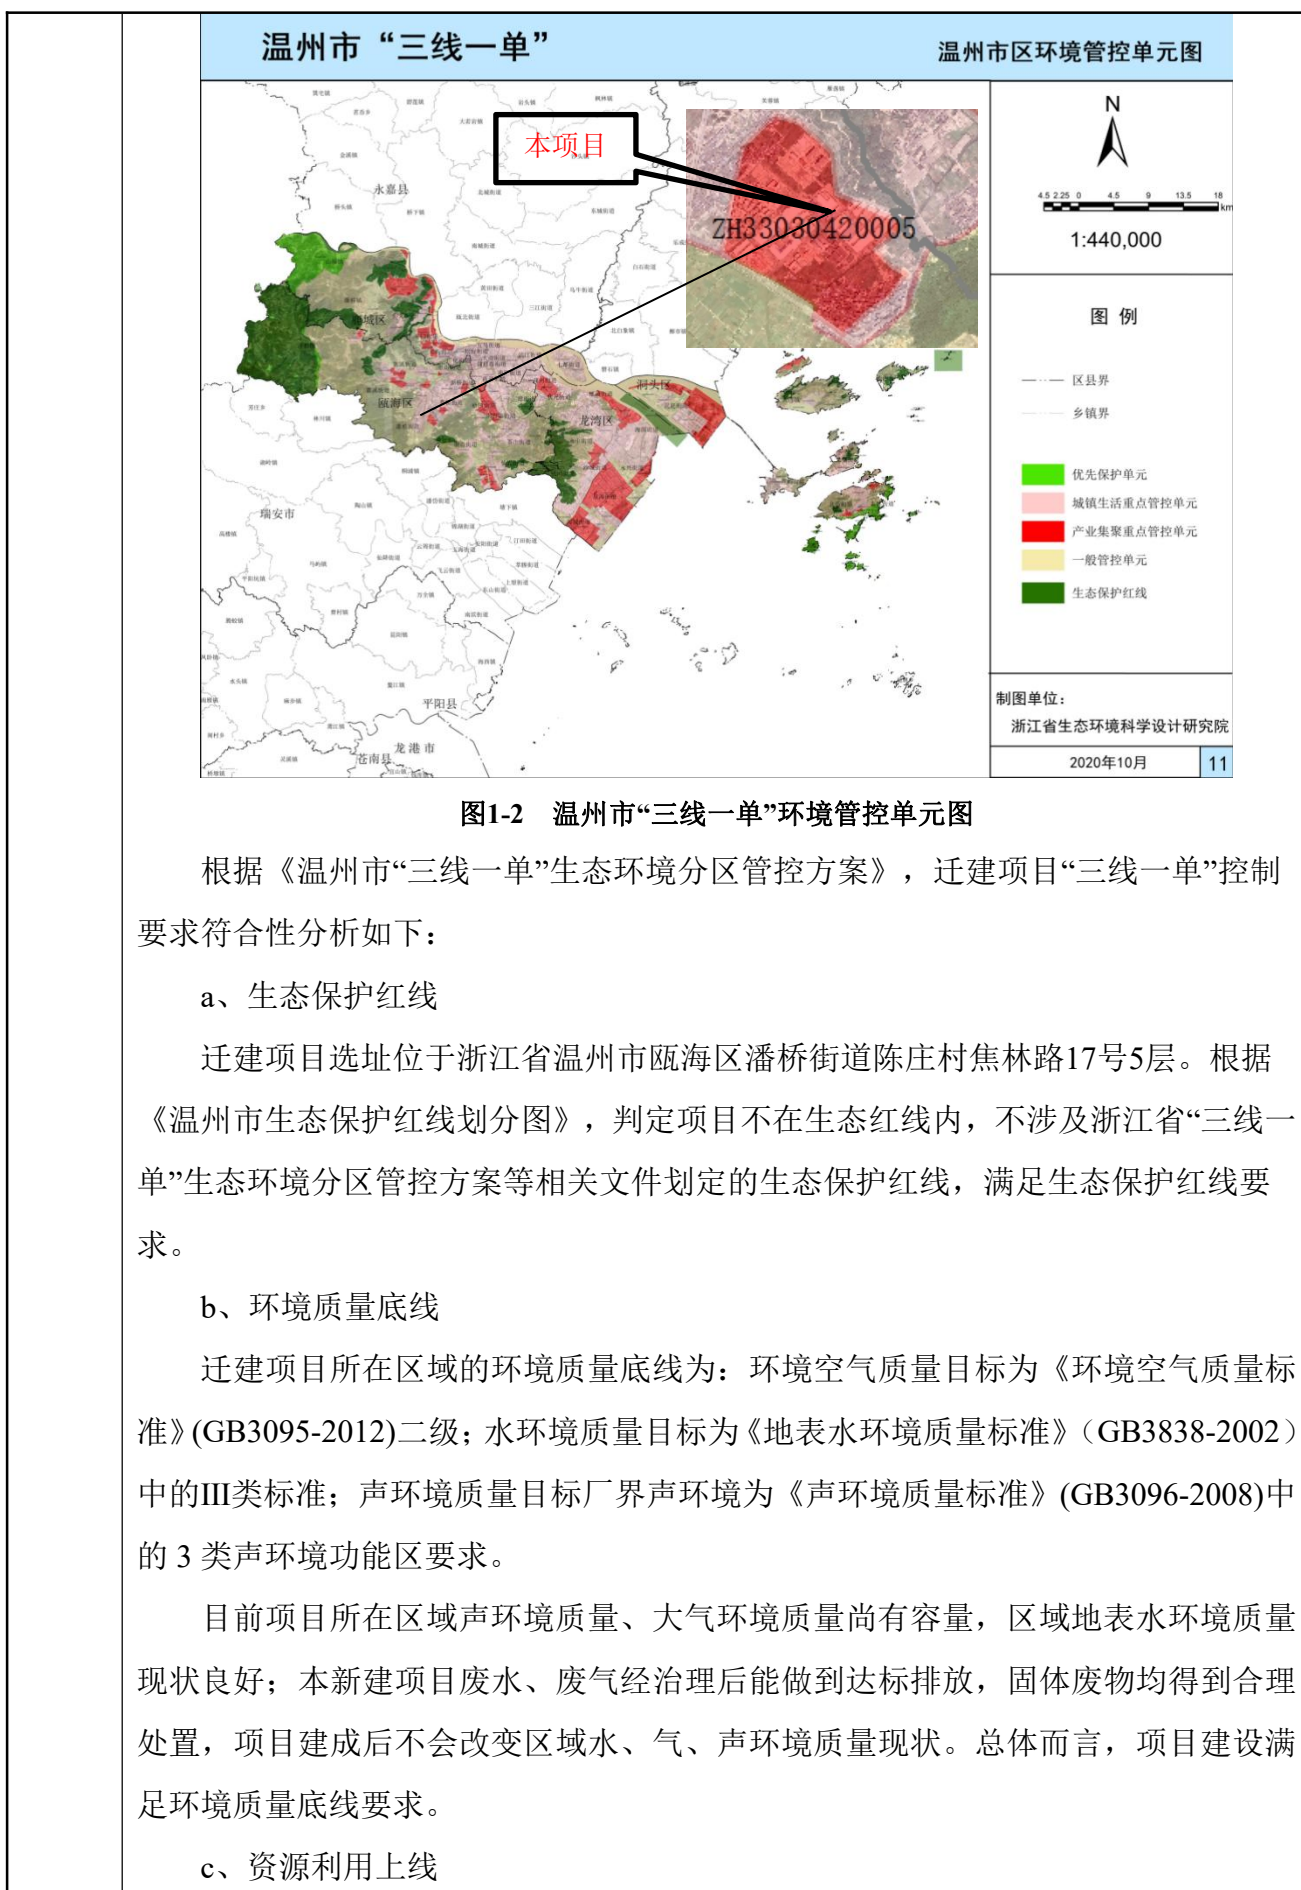 温州市“三线一单”
温州市区环境管控单元图
N
4.5 2.25 0 4.5 9 13.5 18
km
1:440,000
图 例
区县界
乡镇界
优先保护单元
城镇生活重点管控单元
产业集聚重点管控单元
一般管控单元
生态保护红线
制图单位：
浙江省生态环境科学设计研究院
2020年10月
11
本项目
ZH33030420005
永嘉县
瓯海区
龙湾区
洞头区
瑞安市
平阳县
龙港市
苍南县
图1-2 温州市“三线一单”环境管控单元图
根据《温州市“三线一单”生态环境分区管控方案》，迁建项目“三线一单”控制
要求符合性分析如下：
a、生态保护红线
迁建项目选址位于浙江省温州市瓯海区潘桥街道陈庄村焦林路17号5层。根据
《温州市生态保护红线划分图》，判定项目不在生态红线内，不涉及浙江省“三线一
单”生态环境分区管控方案等相关文件划定的生态保护红线，满足生态保护红线要
求。
b、环境质量底线
迁建项目所在区域的环境质量底线为：环境空气质量目标为《环境空气质量标
准》(GB3095-2012)二级；水环境质量目标为《地表水环境质量标准》（GB3838-2002）
中的III类标准；声环境质量目标厂界声环境为《声环境质量标准》(GB3096-2008)中
的 3 类声环境功能区要求。
目前项目所在区域声环境质量、大气环境质量尚有容量，区域地表水环境质量
现状良好；本新建项目废水、废气经治理后能做到达标排放，固体废物均得到合理
处置，项目建成后不会改变区域水、气、声环境质量现状。总体而言，项目建设满
足环境质量底线要求。
c、资源利用上线